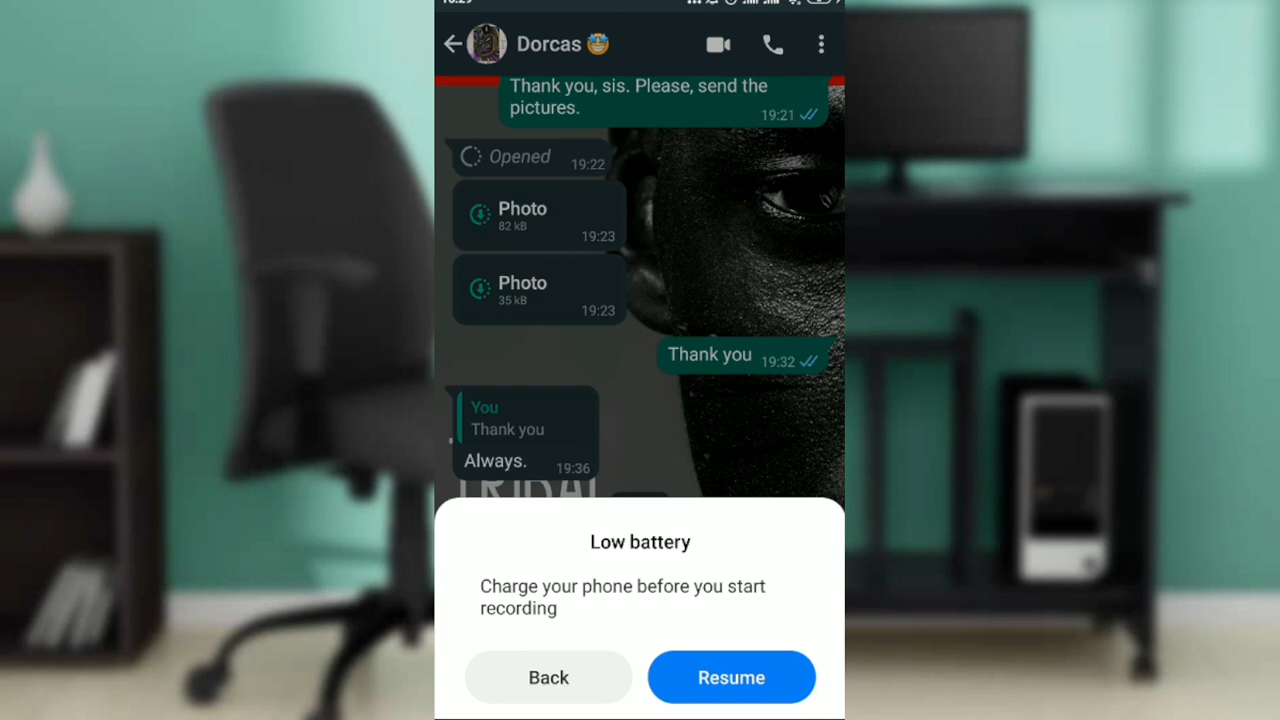 Dorcas
Thank you, sis. Please, send the
pictures.
19:21
Opened
19:22
Photo
82 kB
19:23
Photo
35 kB
19:23
Thank you
19:32
You
Thank you
Always.
19:36
TRIBAL
Low battery
Charge your phone before you start
recording
Back
Resume